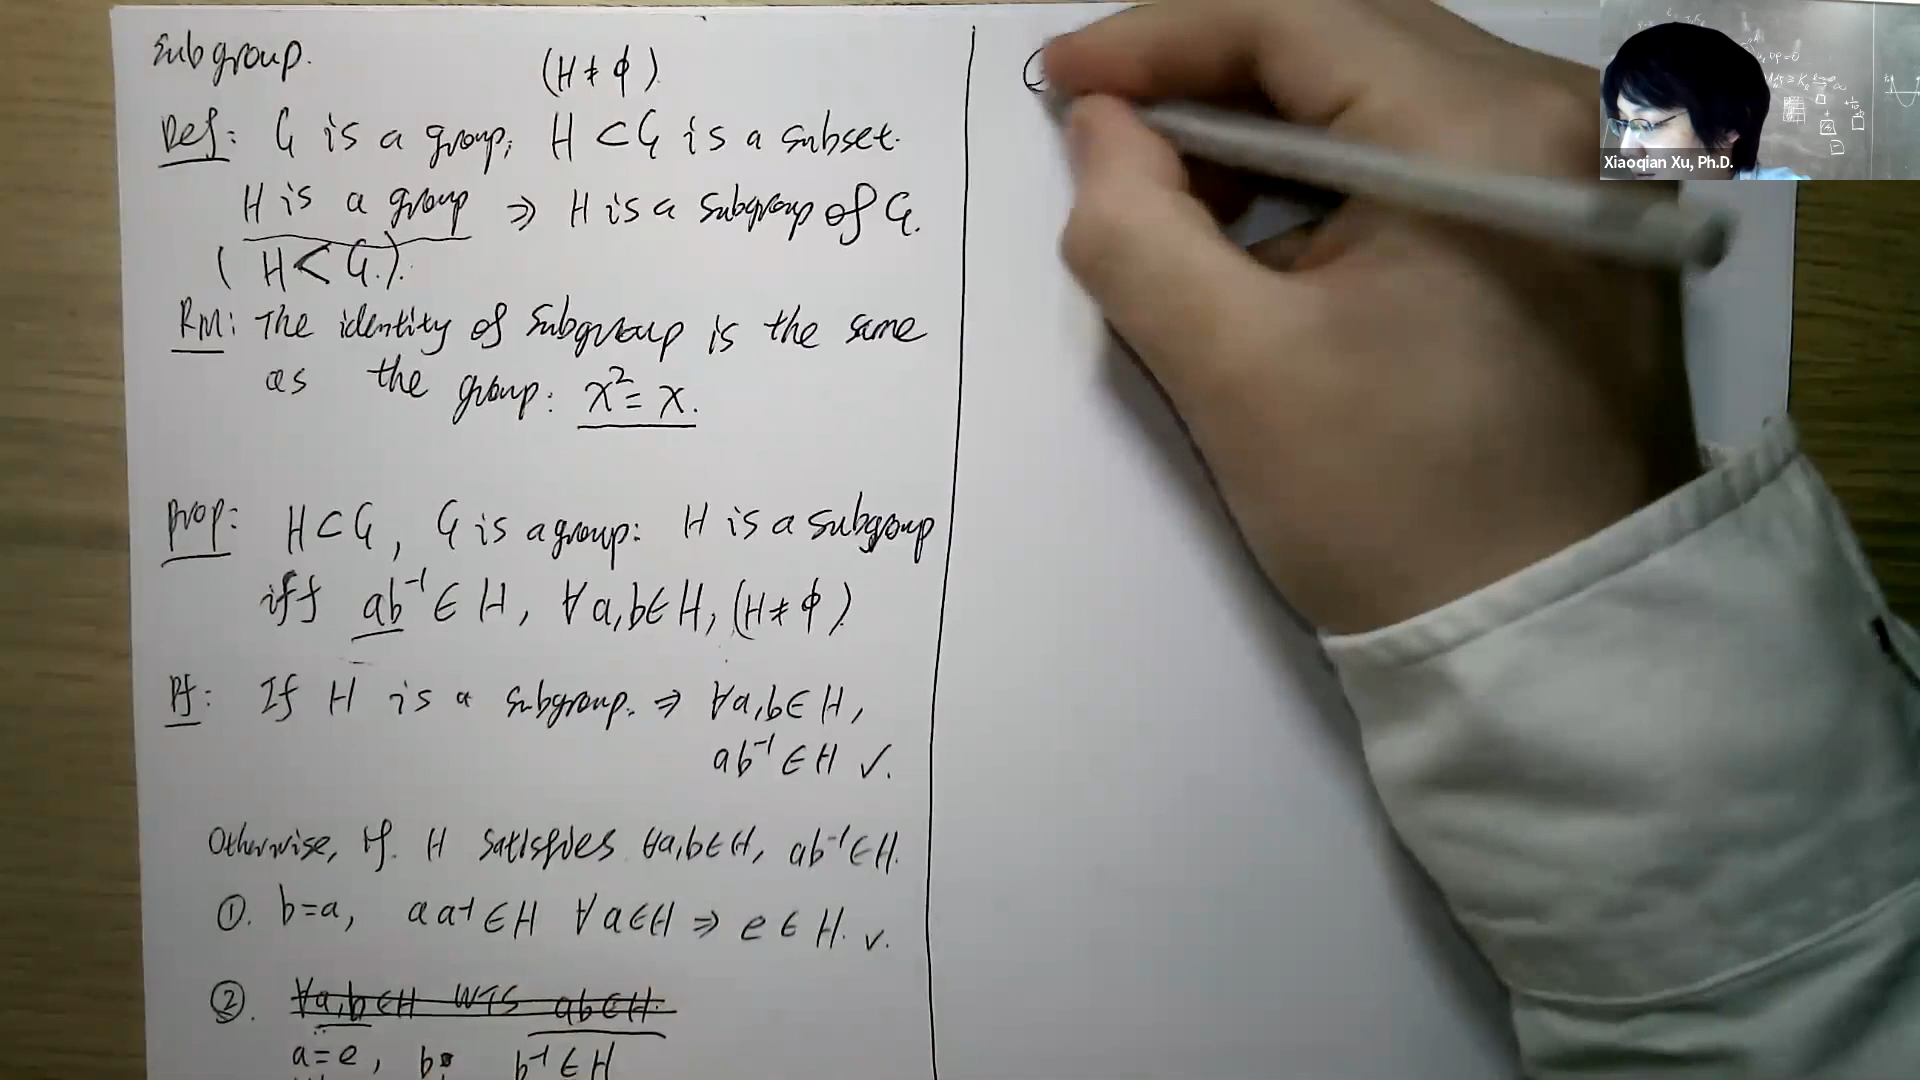 Subgroup.
(H ≠ φ).
Def: G is a group; H ⊂ G is a subset.
H is a group ⇒ H is a subgroup of G.
(H < G.).
RM: The identity of subgroup is the same
as the group: x² = x.
Prop: H ⊂ G, G is a group: H is a subgroup
iff ab⁻¹ ∈ H, ∀ a,b ∈ H, (H ≠ φ).
Pf: If H is a subgroup. ⇒ ∀a,b ∈ H,
ab⁻¹ ∈ H ✓.
Otherwise, if H satisfies ∀a,b ∈ H, ab⁻¹ ∈ H.
①. b=a, aa⁻¹ ∈ H ∀a ∈ H ⇒ e ∈ H. ✓.
②. ∀a,b ∈ H WTS ab ∈ H.
a = e, b b⁻¹ ∈ H
Xiaoqian Xu, Ph.D.